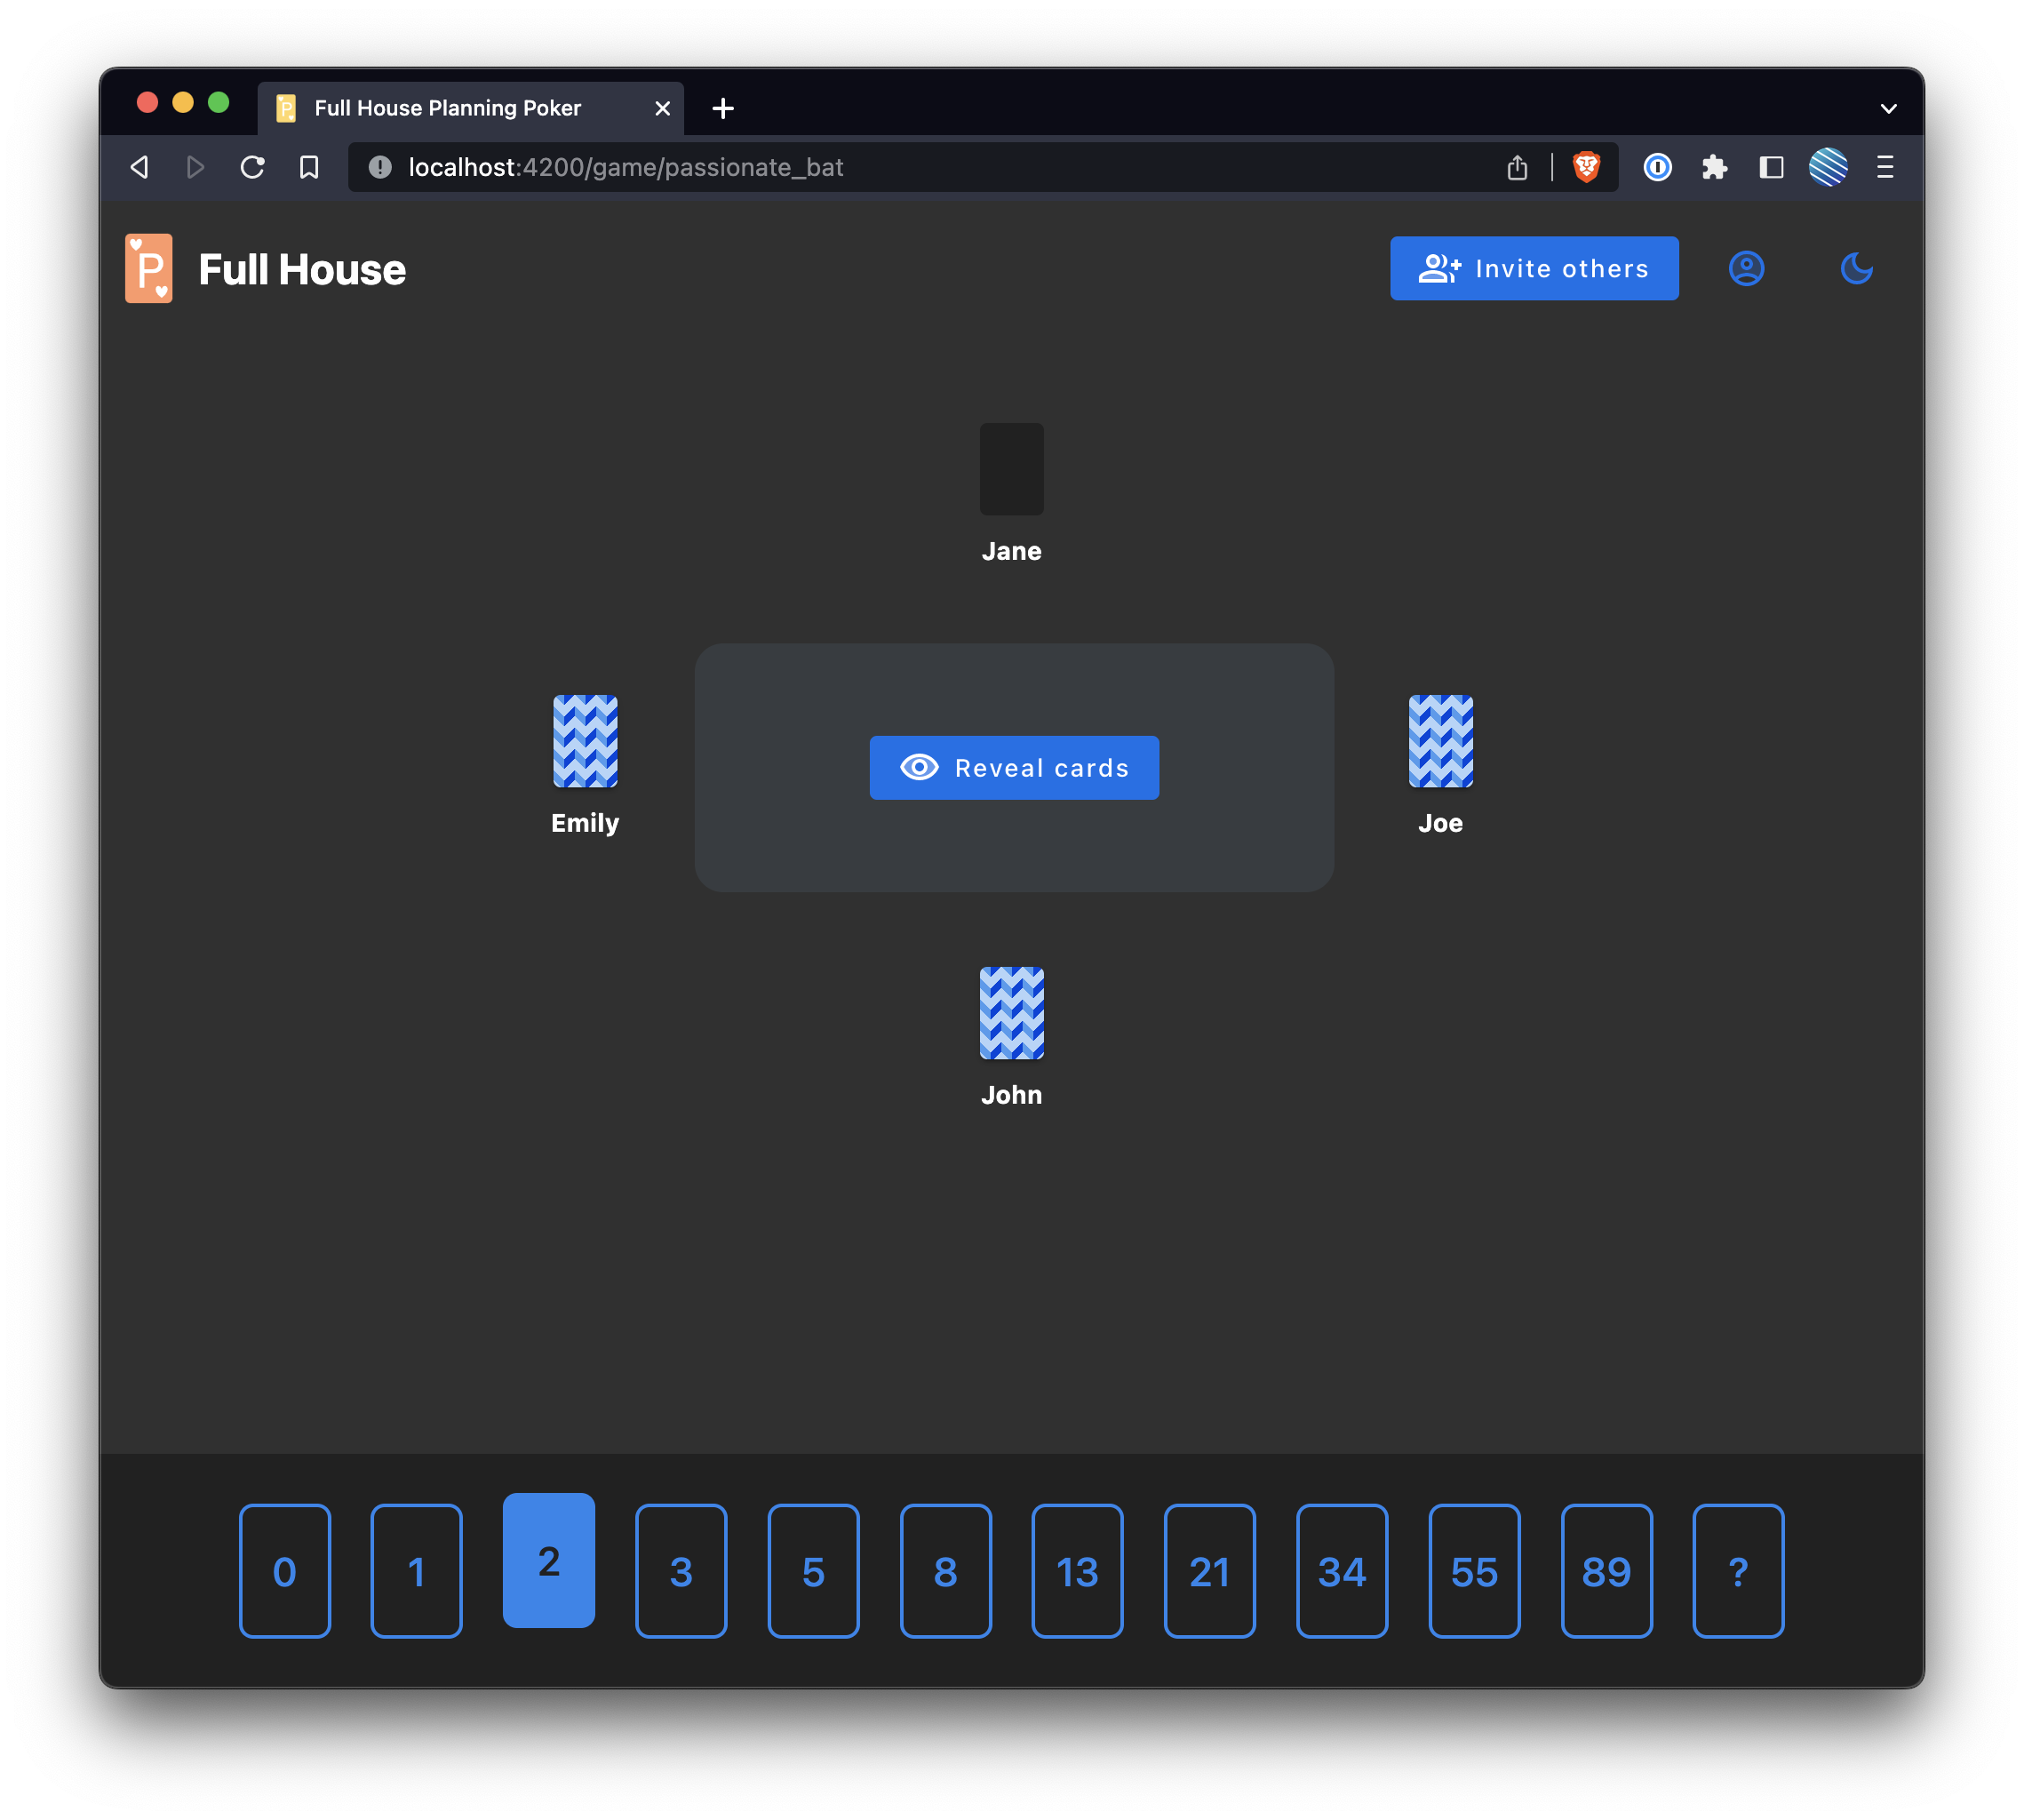 Full House Planning Poker
localhost:4200/game/passionate_bat
P
Full House
Invite others
Jane
Emily
Reveal cards
Joe
John
0 1 2 3 5 8 13 21 34 55 89 ?